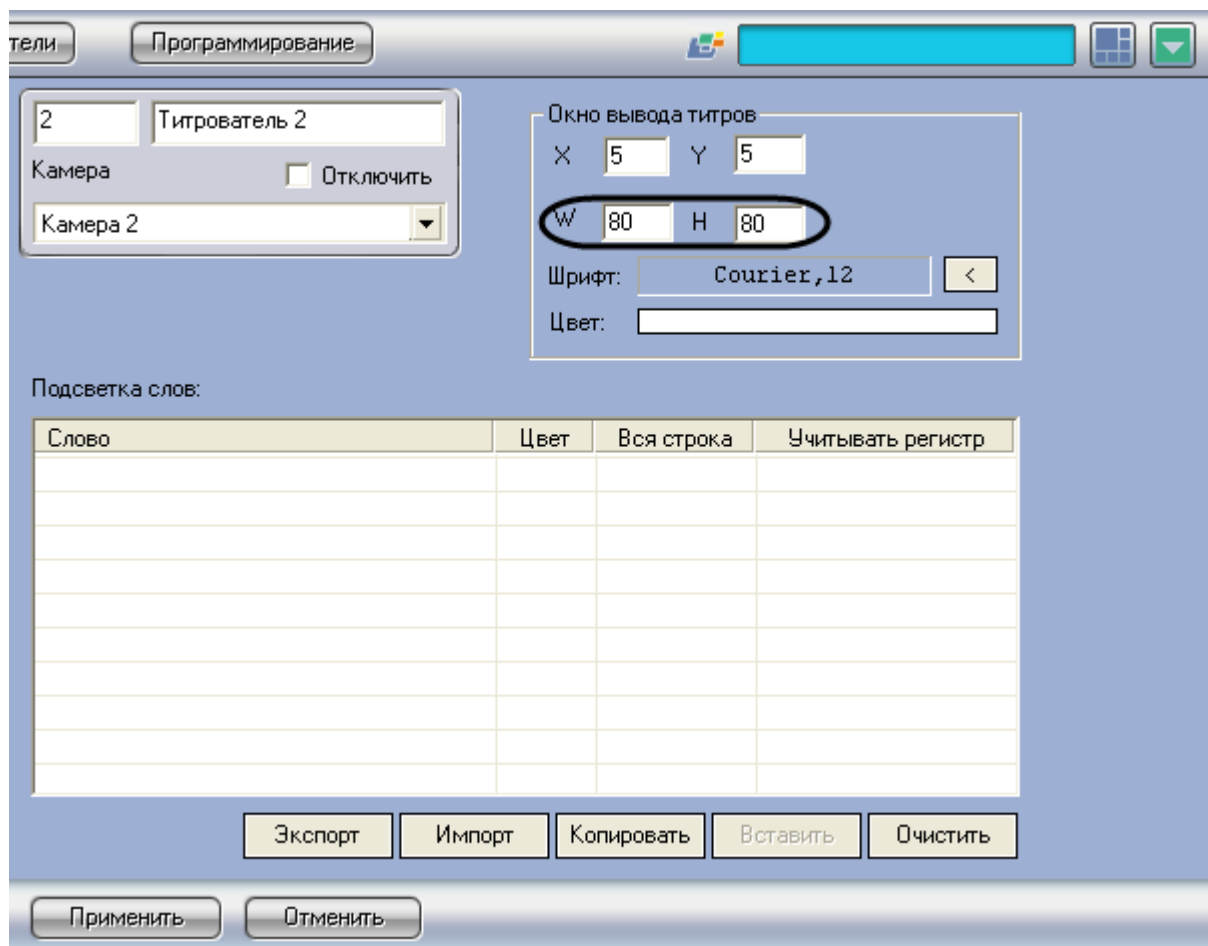 тели Программирование
2 Титрователь 2
Камера Отключить
Камера 2
Окно вывода титров
X 5 Y 5
W 80 H 80
Шрифт: Courier,12 <
Цвет:
Подсветка слов:
Слово Цвет Вся строка Учитывать регистр
Экспорт Импорт Копировать Вставить Очистить
Применить Отменить